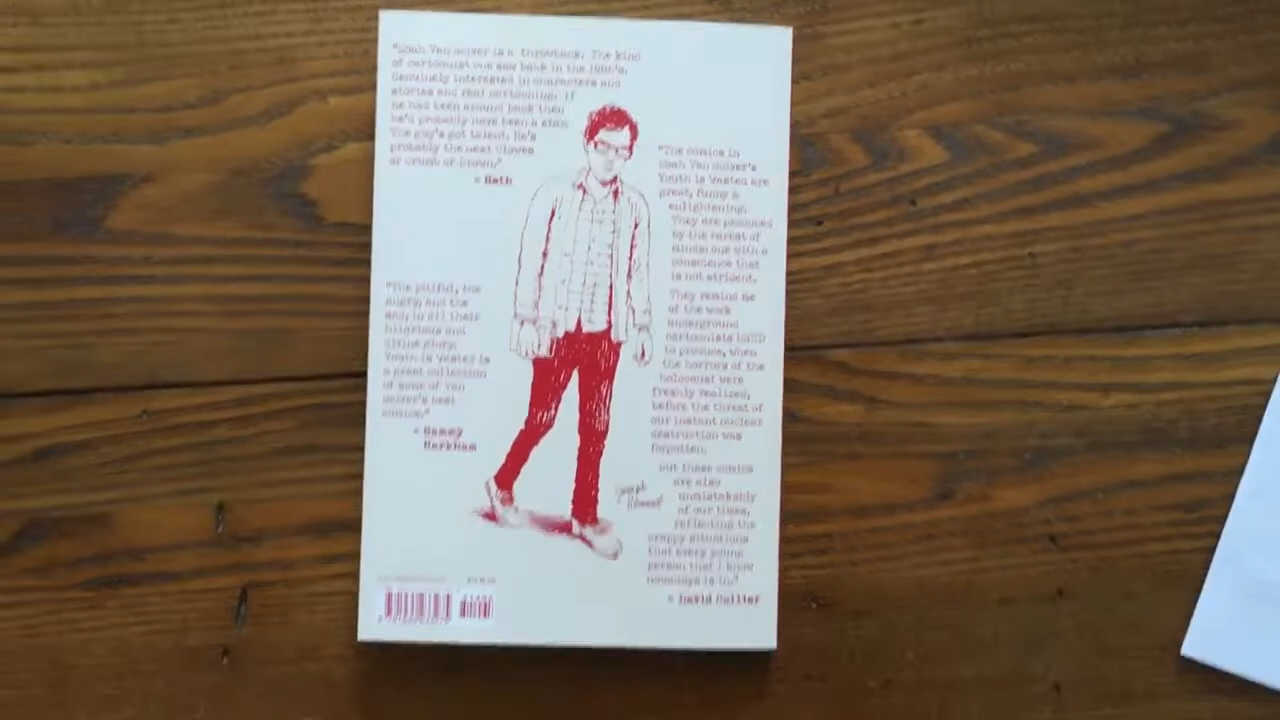 "Noah Van Sciver is a throwback. The kind
of cartoonist one saw back in the 1980's.
Genuinely interested in characters and
stories and real cartooning. If
he had been around back then
he'd probably have been a star.
The guy's got talent. He's
probably the next Clowes
or Crumb or Brown."
- Seth
"The comics in
Noah Van Sciver's
Youth is Wasted are
great, funny &
enlightening.
They are produced
by the rarest of
minds: one with a
conscience that
is not strident.
They remind me
of the work
underground
cartoonists USED
to produce, when
the horrors of the
holocaust were
freshly realized,
before the threat of
our instant nuclear
destruction was
forgotten.
But these comics
are also
unmistakably
of our times,
reflecting the
crappy situations
that every young
person that I know
nowadays is in."
- David Collier
"The pitiful, the
angry, and the
sad, in all their
hilarious and
divine glory.
Youth is Wasted is
a great collection
of some of Van
Sciver's best
comics."
- Sammy
Harkham